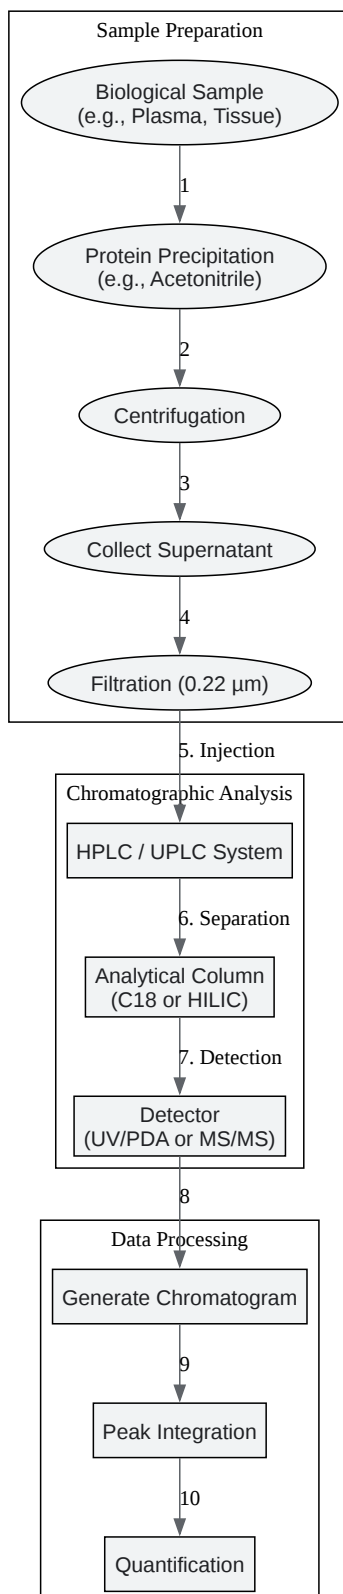 Sample Preparation
Biological Sample
(e.g., Plasma, Tissue)
1
Protein Precipitation
(e.g., Acetonitrile)
2
Centrifugation
3
Collect Supernatant
4
Filtration (0.22 µm)
5. Injection
Chromatographic Analysis
HPLC / UPLC System
6. Separation
Analytical Column
(C18 or HILIC)
7. Detection
Detector
(UV/PDA or MS/MS)
8
Data Processing
Generate Chromatogram
9
Peak Integration
10
Quantification